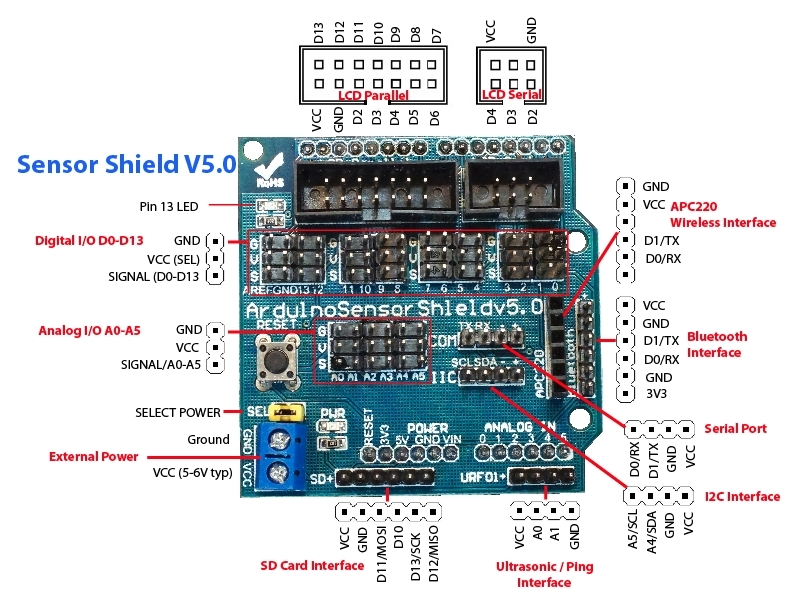 D13 D12 D11 D10 D9 D8 D7
VCC GND
LCD Parallel
LCD Serial
VCC GND D2 D3 D4 D5 D6
D4 D3 D2
Sensor Shield V5.0
RoHS
Pin 13 LED
Digital I/O D0-D13
GND
VCC (SEL)
SIGNAL (D0-D13
G
V
S
AREF GND 13 12 11 10 9 8 7 6 5 4 3 2 1 0
GND
VCC
APC220
Wireless Interface
D1/TX
D0/RX
ArduinoSensor Shieldv5.0
RESET
Analog I/O A0-A5
GND
VCC
SIGNAL/A0-A5
G
V
S
A0 A1 A2 A3 A4 A5
COM
TX RX - +
IIC
SCL SDA - +
APC220
Bluetooth
VCC
GND
D1/TX
D0/RX
GND
3V3
Bluetooth
Interface
SELECT POWER
SEL
PWR
Ground
External Power
VCC (5-6V typ)
GND VCC
RESET 3V3 5V GND VIN
POWER
ANALOG IN
0 1 2 3 4 5
SD+
URF01+
Serial Port
D0/RX D1/TX GND VCC
I2C Interface
A5/SCL A4/SDA GND VCC
VCC GND D11/MOSI D10 D13/SCK D12/MISO
SD Card Interface
VCC A0 A1 GND
Ultrasonic / Ping
Interface